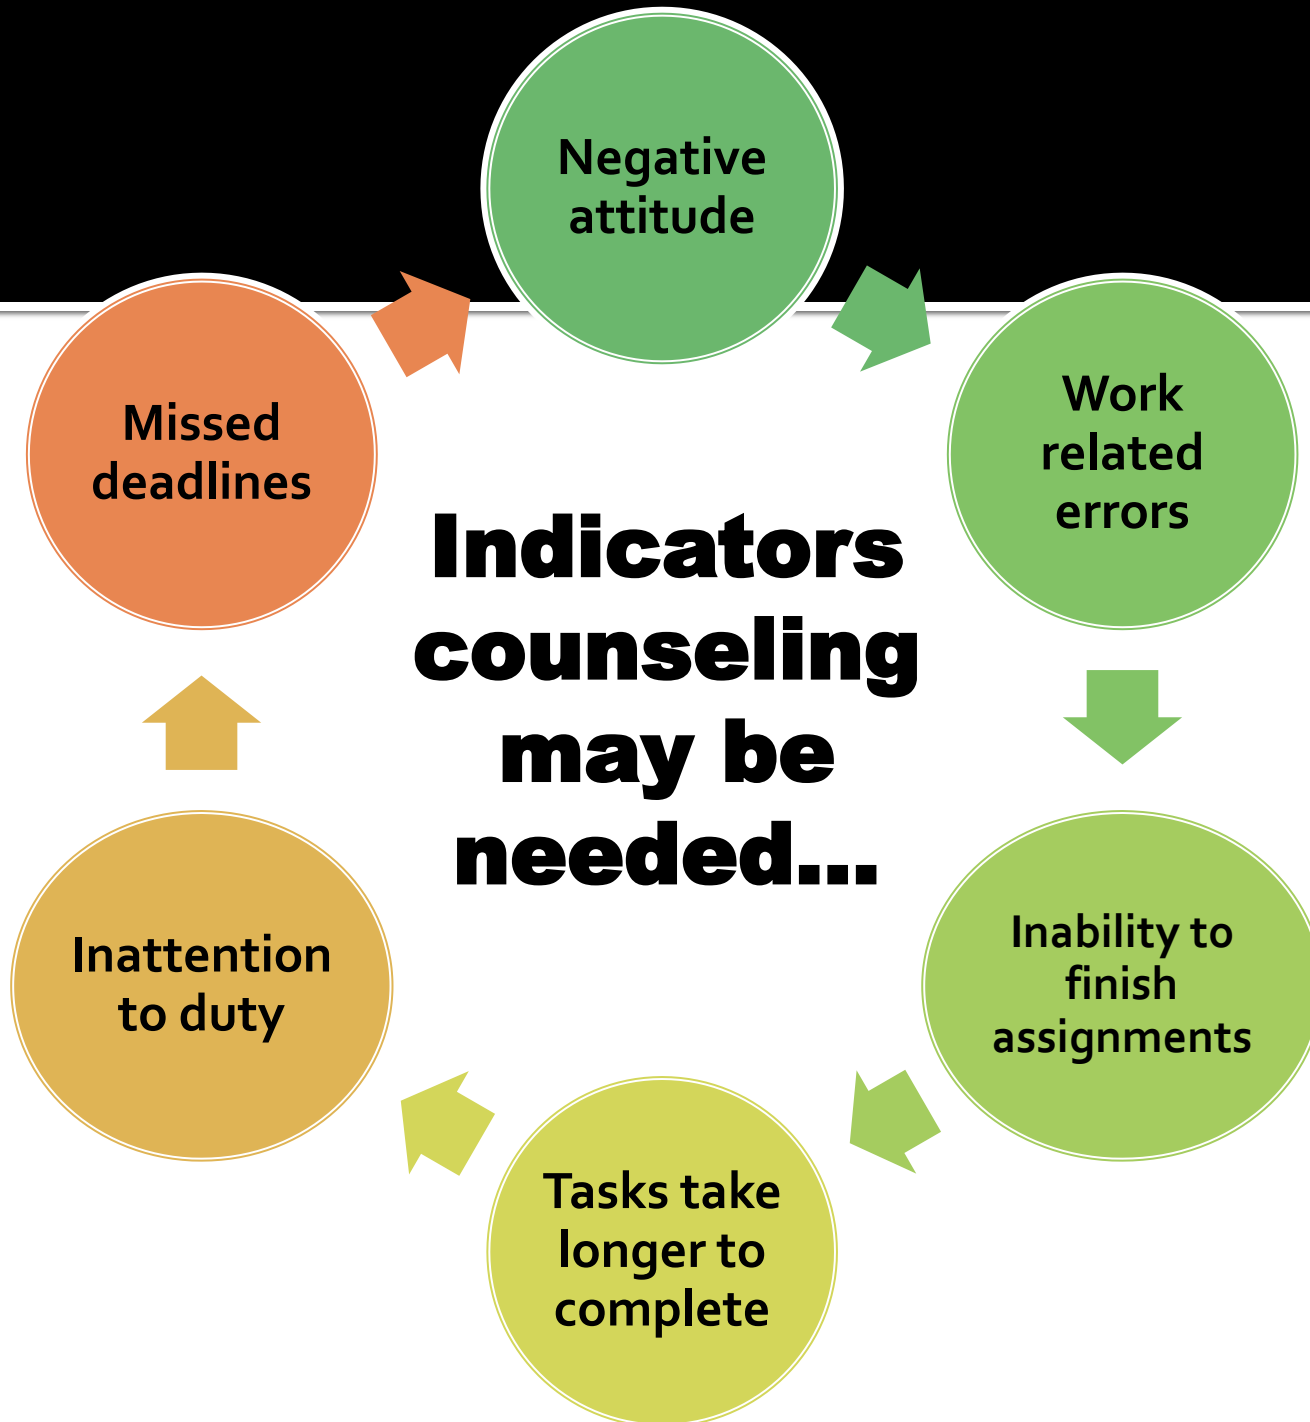 Negative
attitude
Work
related
errors
Inability to
finish
assignments
Tasks take
longer to
complete
Inattention
to duty
Missed
deadlines
Indicators
counseling
may be
needed...